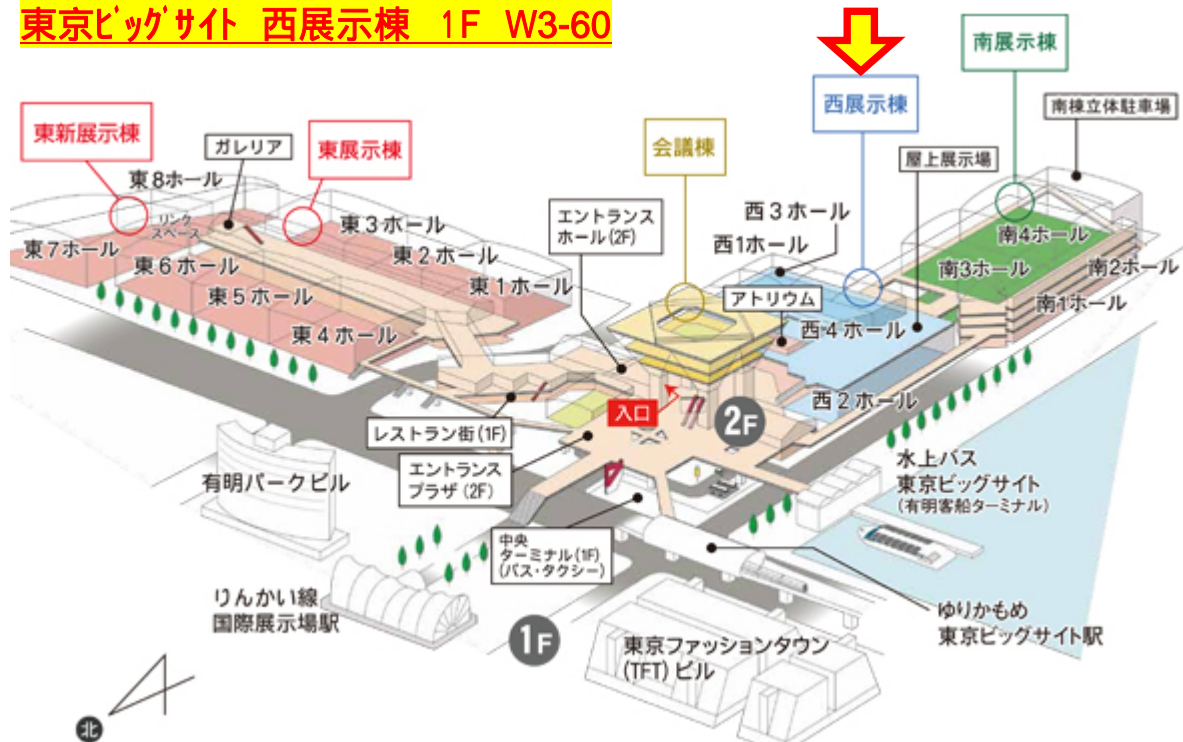 東京ビッグサイト 西展示棟 1F W3-60
南展示棟
西展示棟
南棟立体駐車場
東新展示棟
ガレリア
東展示棟
会議棟
屋上展示場
東8ホール
リンク
スペース
東3ホール
エントランス
ホール(2F)
西3ホール
西1ホール
南4ホール
東7ホール
東6ホール
東2ホール
南3ホール
南2ホール
東5ホール
東1ホール
アトリウム
南1ホール
東4ホール
西4ホール
西2ホール
入口
2F
レストラン街(1F)
エントランス
プラザ(2F)
有明パークビル
水上バス
東京ビッグサイト
(有明客船ターミナル)
中央
ターミナル(1F)
(バス・タクシー)
りんかい線
国際展示場駅
ゆりかもめ
東京ビッグサイト駅
1F
東京ファッションタウン
(TFT)ビル
北